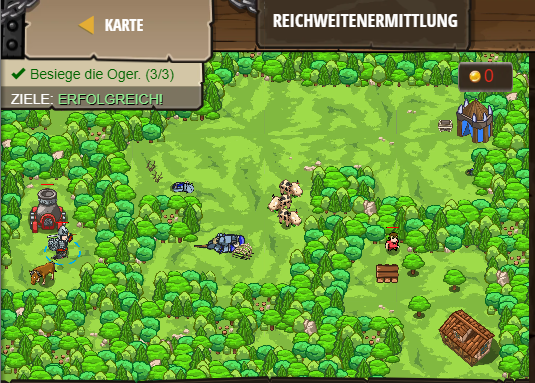 KARTE
REICHWEITENERMITTLUNG
Besiege die Oger. (3/3)
ZIELE: ERFOLGREICH!
0